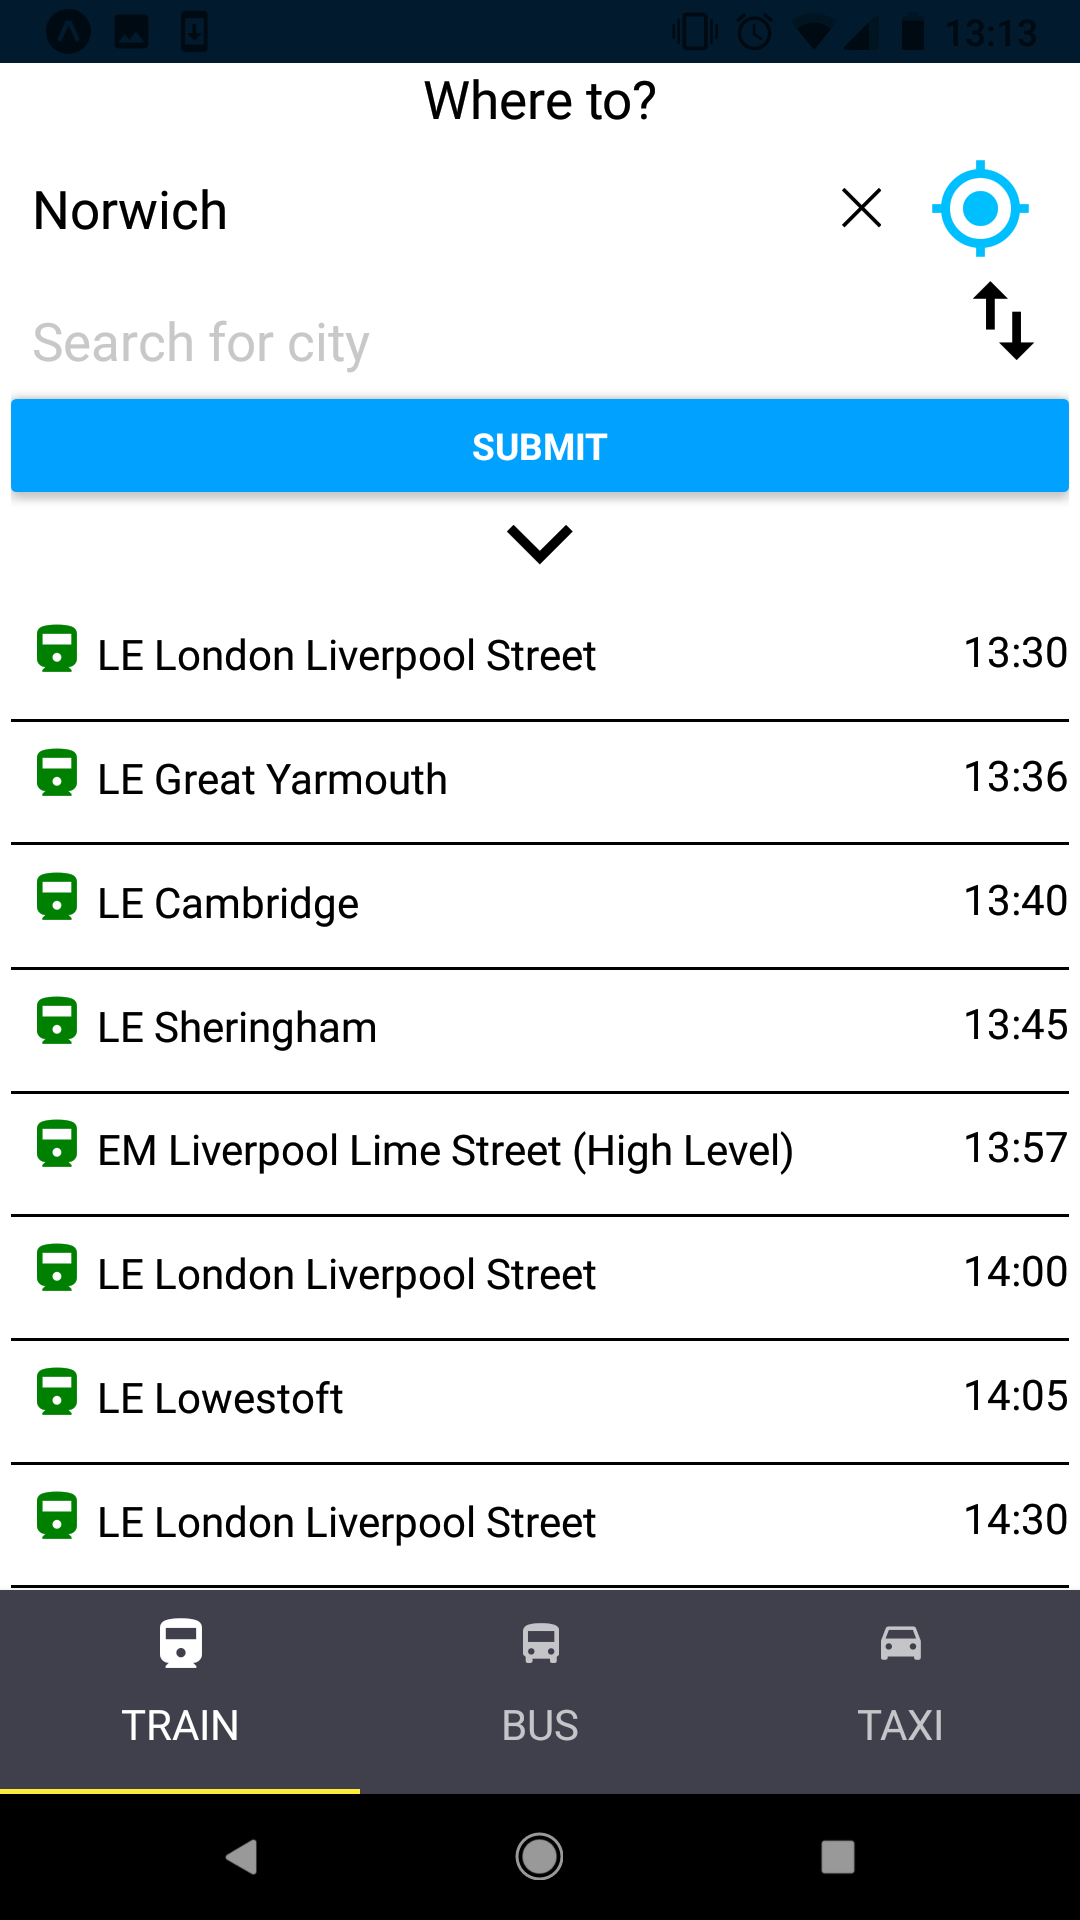 13:13
Where to?
Norwich
Search for city
SUBMIT
LE London Liverpool Street 13:30
LE Great Yarmouth 13:36
LE Cambridge 13:40
LE Sheringham 13:45
EM Liverpool Lime Street (High Level) 13:57
LE London Liverpool Street 14:00
LE Lowestoft 14:05
LE London Liverpool Street 14:30
TRAIN BUS TAXI